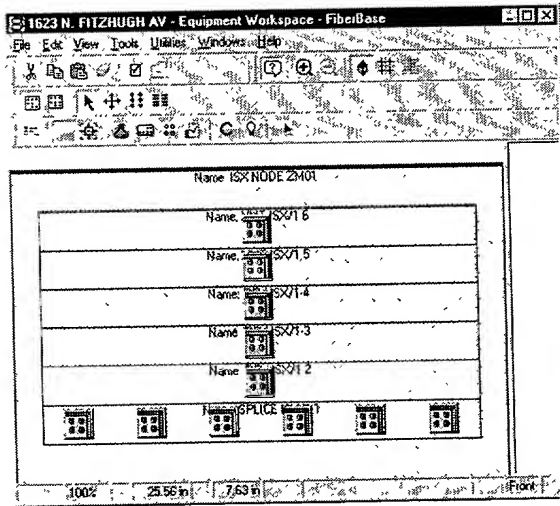 1623 N. FITZHUGH AV - Equipment Workspace - FiberBase
File Edit View Tools Utilities Windows Help
Name ISX NODE ZM01
Name. SX/1 6
Name. SX/1,5
Name: SX/1-4
Name SX/1-3
Name SX/1 2
SPLICE
100% 25.56 in 7.63 in Front